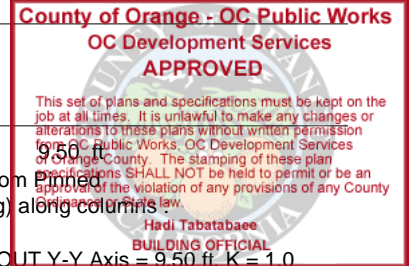 County of Orange - OC Public Works
OC Development Services
APPROVED
This set of plans and specifications must be kept on the
job at all times. It is unlawful to make any changes or
alterations to these plans without written permission
from OC Public Works, OC Development Services
9.50 ft
of Orange County. The stamping of these plan
specifications SHALL NOT be held to permit or be an
om Pinned
approval of the violation of any provisions of any County
g) along columns :
Ordinance or State law.
Hadi Tabatabaee
BUILDING OFFICIAL
OUT Y-Y Axis = 9.50 ft, K = 1.0